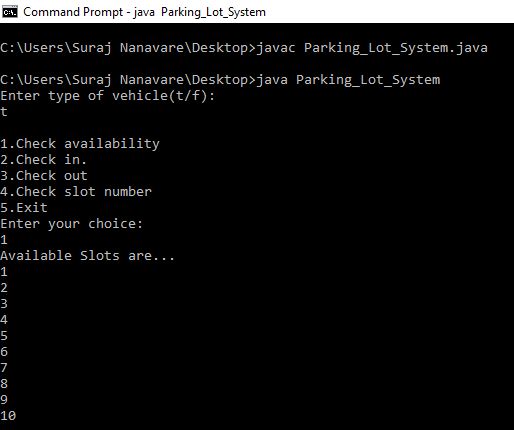 Command Prompt - java  Parking_Lot_System
C:\Users\Suraj Nanavare\Desktop>javac Parking_Lot_System.java
C:\Users\Suraj Nanavare\Desktop>java Parking_Lot_System
Enter type of vehicle(t/f):
t
1.Check availability
2.Check in.
3.Check out
4.Check slot number
5.Exit
Enter your choice:
1
Available Slots are...
1
2
3
4
5
6
7
8
9
10